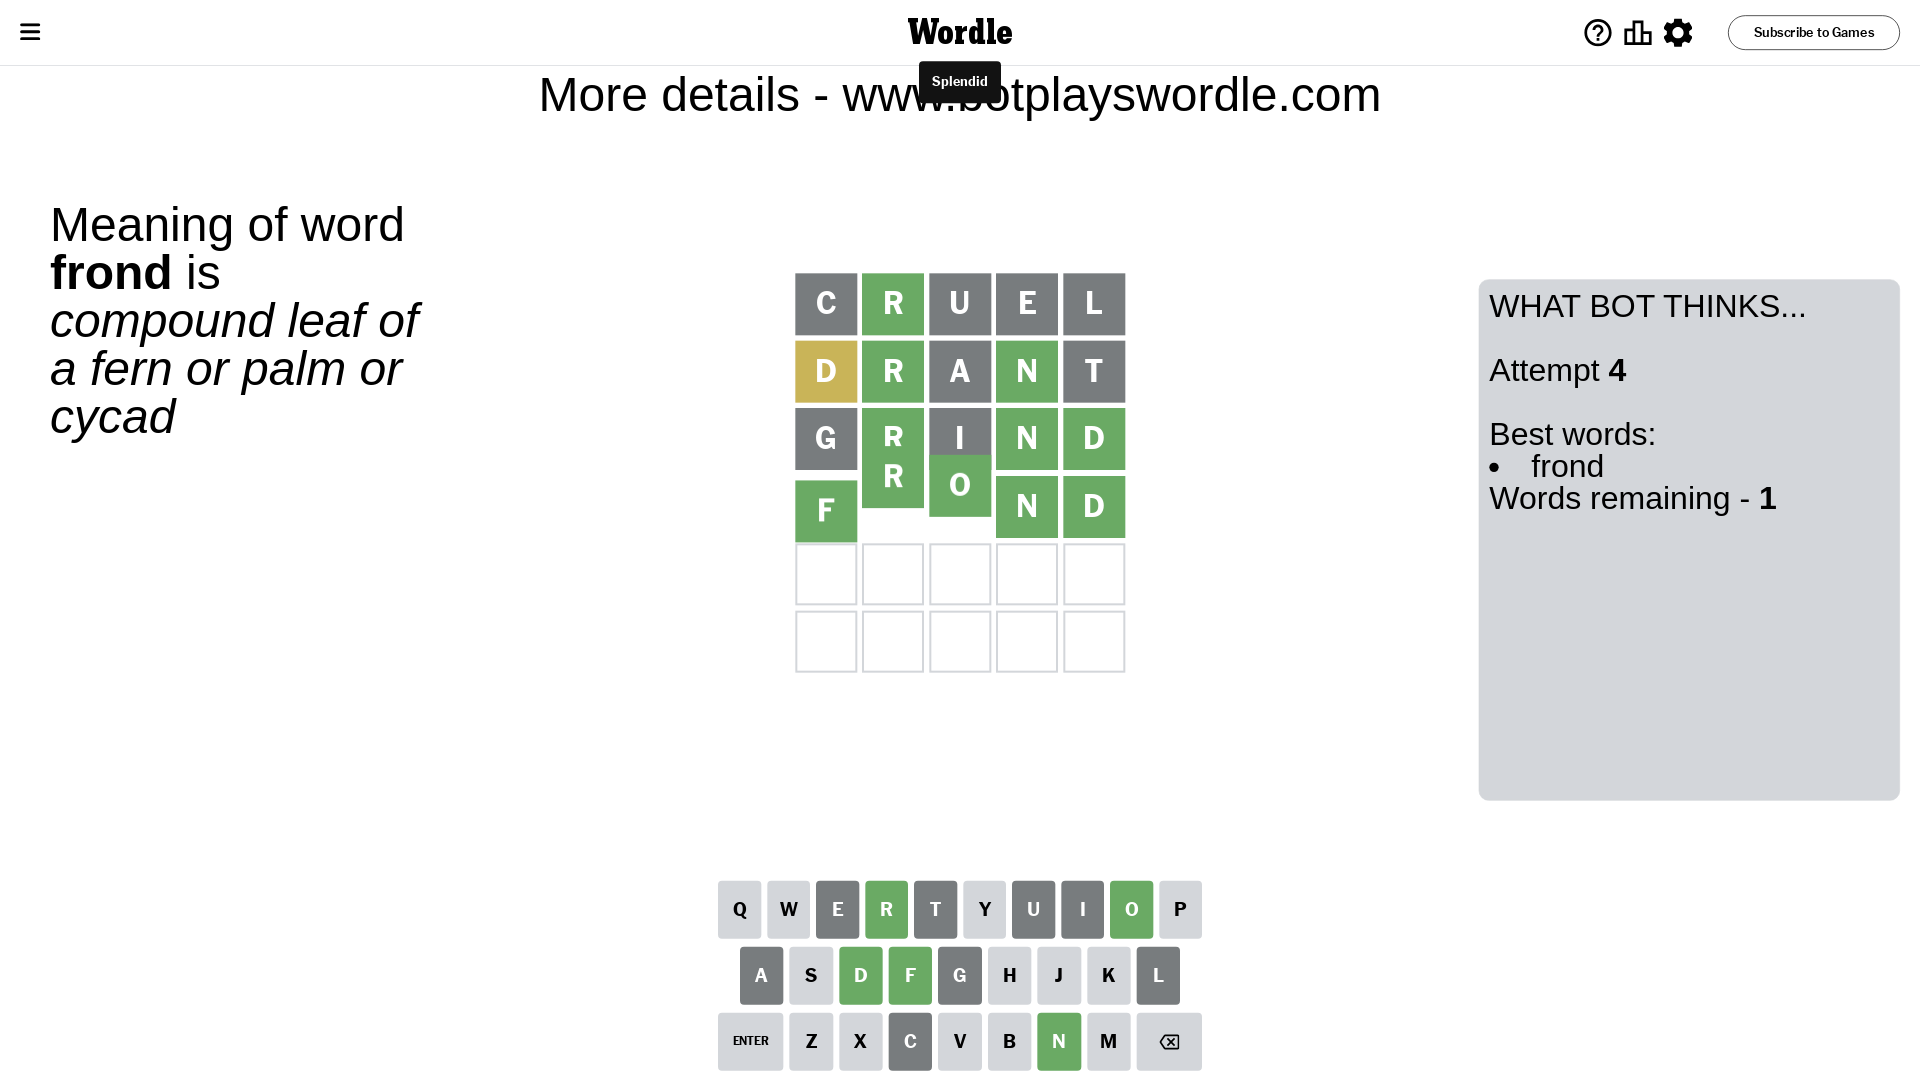 Wordle
Subscribe to Games
Splendid
More details - www.botplayswordle.com
Meaning of word
frond is
compound leaf of
a fern or palm or
cycad
C R U E L
D R A N T
G R I N D
F R O N D
WHAT BOT THINKS...
Attempt 4
Best words:
• frond
Words remaining - 1
Q W E R T Y U I O P
A S D F G H J K L
ENTER Z X C V B N M